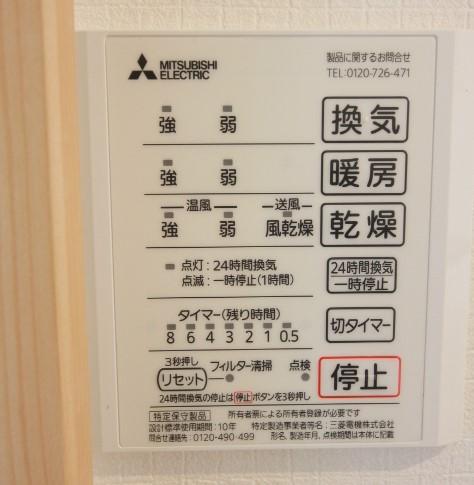 MITSUBISHI
ELECTRIC
製品に関するお問合せ
TEL:0120-726-471
強 弱 換気
強 弱 暖房
温風 送風
強 弱 風乾燥 乾燥
点灯:24時間換気
点滅:一時停止(1時間)
24時間換気
一時停止
タイマー(残り時間)
8 6 4 3 2 1 0.5
切タイマー
3秒押し
リセット フィルター清掃 点検
停止
24時間換気の停止は停止ボタンを3秒押し
特定保守製品 所有者票による所有者登録が必要です
設計標準使用期間:10年 特定製造事業者等名:三菱電機株式会社
問合せ連絡先:0120-490-499 形名、製造年月、点検期間は本体に記載